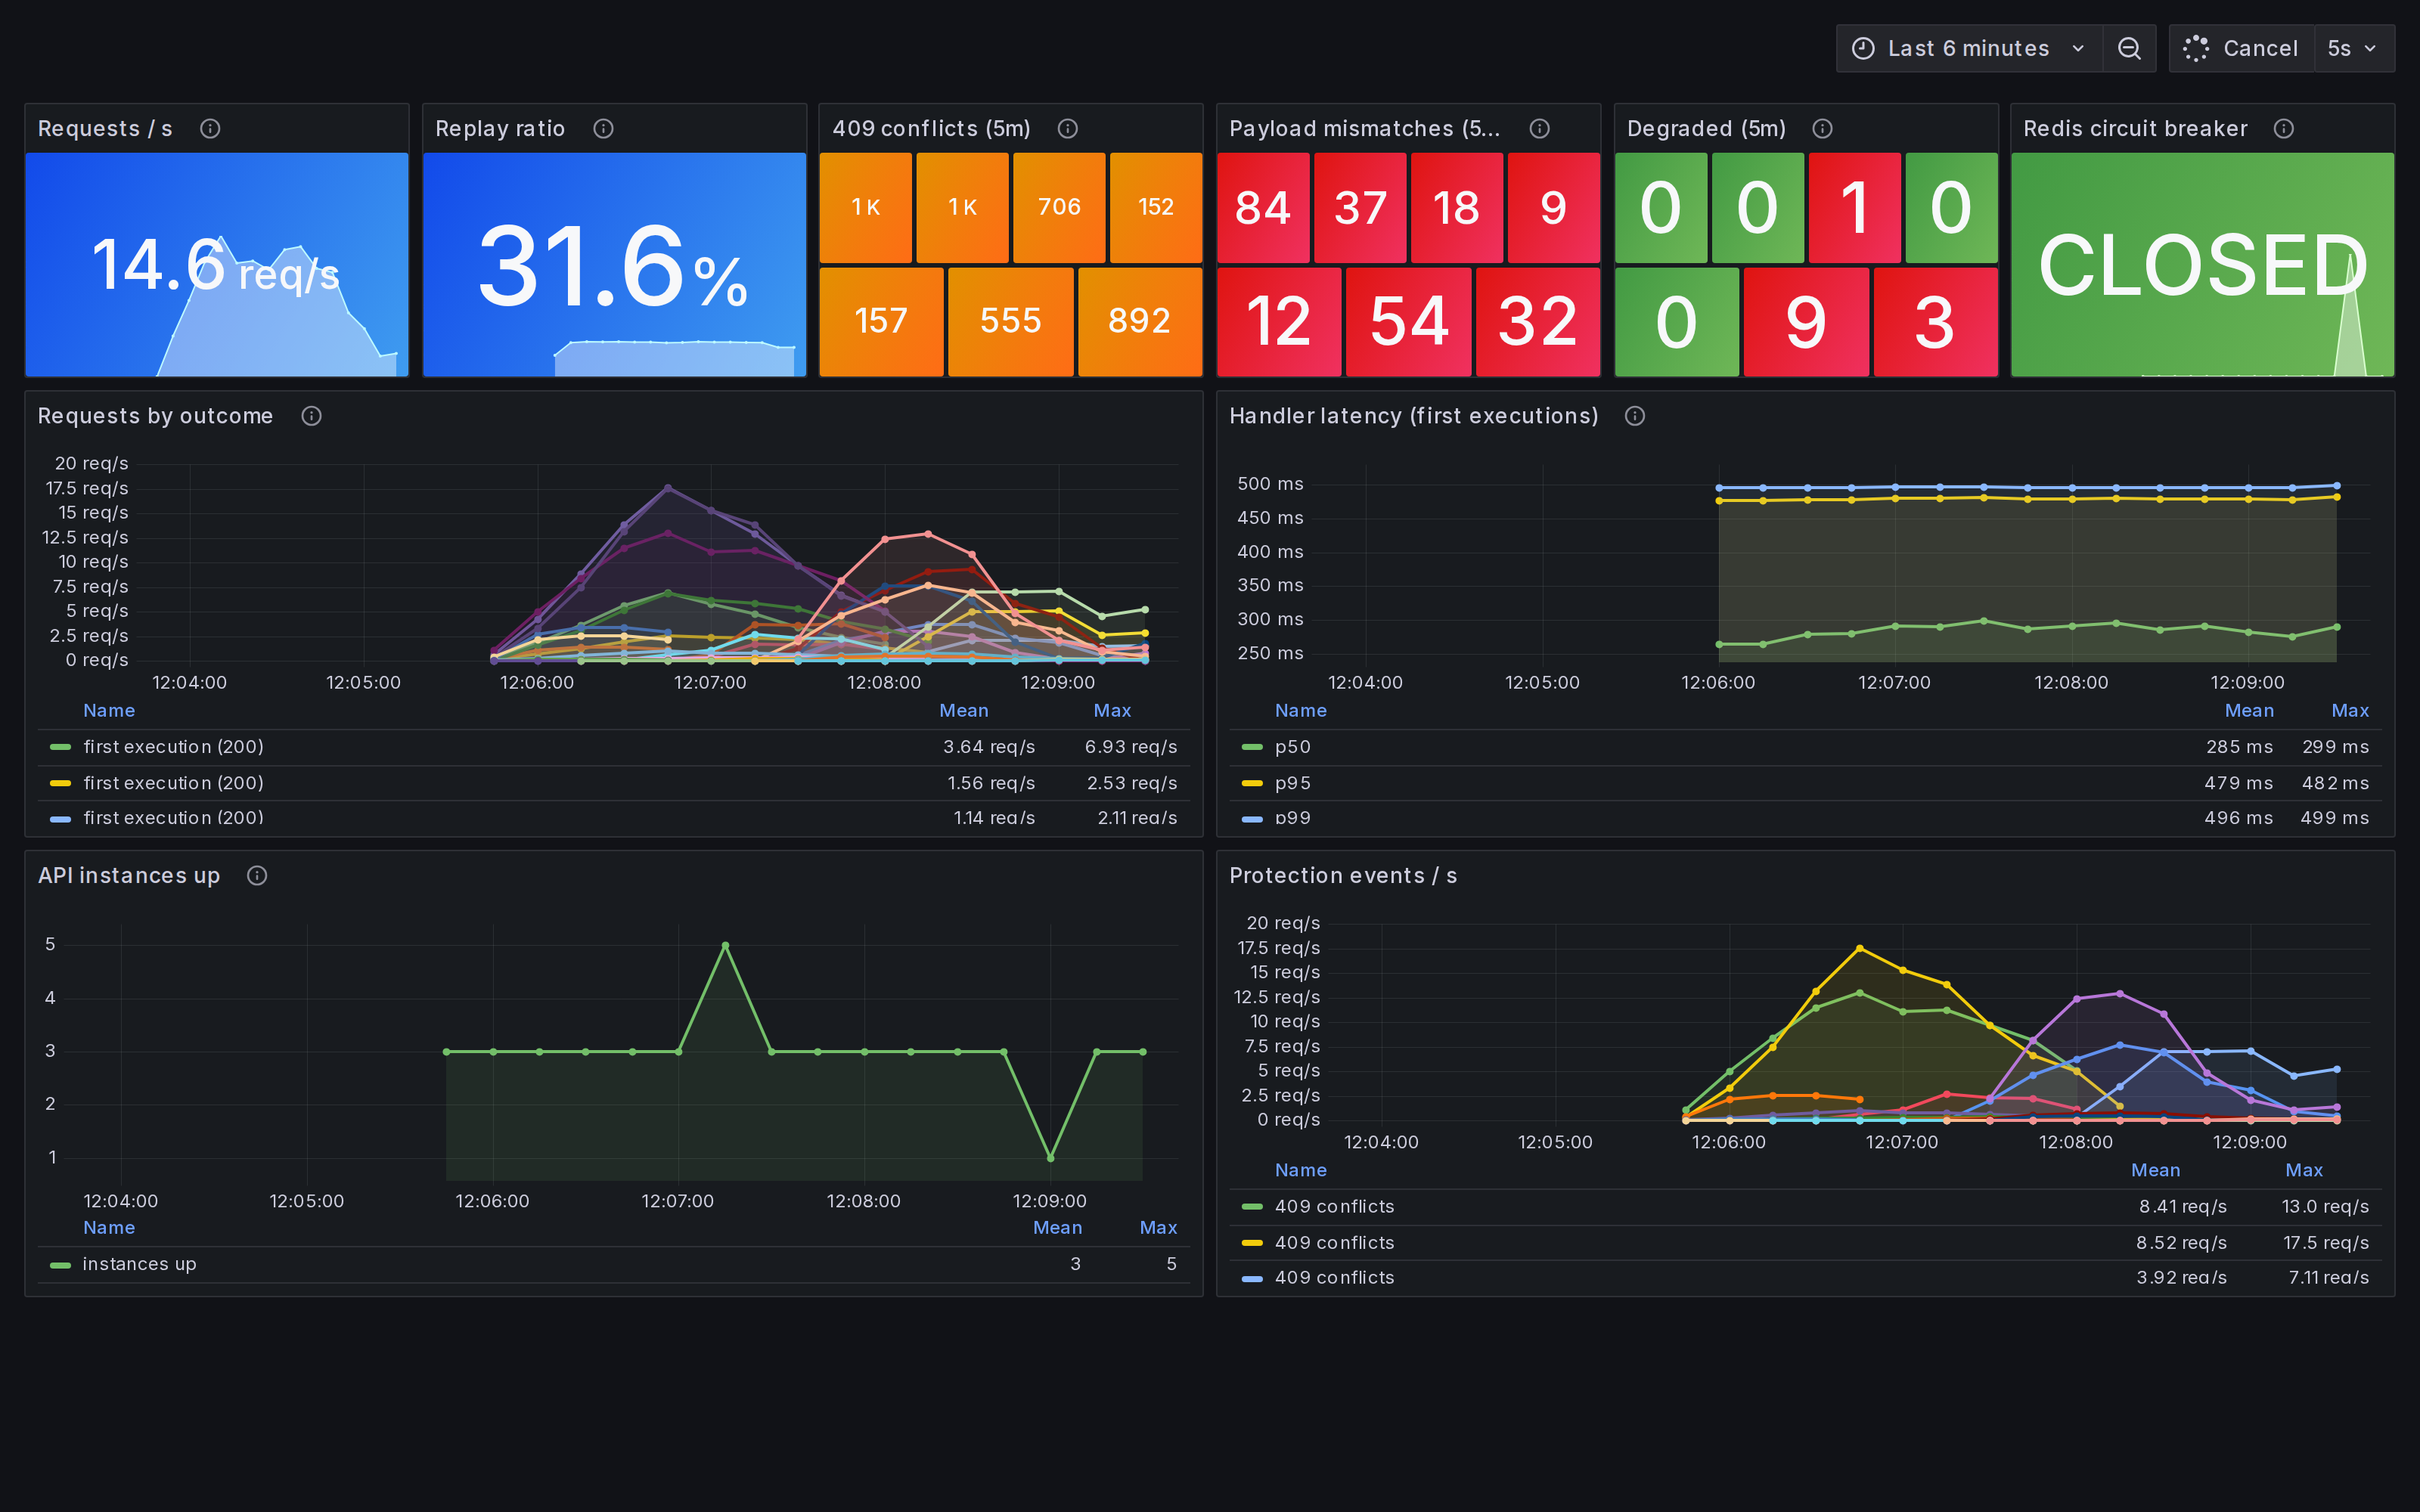 Last 6 minutes
Cancel
5s
Requests / s
Replay ratio
409 conflicts (5m)
Payload mismatches (5...
Degraded (5m)
Redis circuit breaker
14.6 req/s
31.6%
1 K 1 K 706 152
157 555 892
84 37 18 9
12 54 32
0 0 1 0
0 9 3
CLOSED
Requests by outcome
20 req/s
17.5 req/s
15 req/s
12.5 req/s
10 req/s
7.5 req/s
5 req/s
2.5 req/s
0 req/s
12:04:00 12:05:00 12:06:00 12:07:00 12:08:00 12:09:00
Name Mean Max
first execution (200) 3.64 req/s 6.93 req/s
first execution (200) 1.56 req/s 2.53 req/s
first execution (200) 1.14 req/s 2.11 req/s
Handler latency (first executions)
500 ms
450 ms
400 ms
350 ms
300 ms
250 ms
12:04:00 12:05:00 12:06:00 12:07:00 12:08:00 12:09:00
Name Mean Max
p50 285 ms 299 ms
p95 479 ms 482 ms
p99 496 ms 499 ms
API instances up
5
4
3
2
1
12:04:00 12:05:00 12:06:00 12:07:00 12:08:00 12:09:00
Name Mean Max
instances up 3 5
Protection events / s
20 req/s
17.5 req/s
15 req/s
12.5 req/s
10 req/s
7.5 req/s
5 req/s
2.5 req/s
0 req/s
12:04:00 12:05:00 12:06:00 12:07:00 12:08:00 12:09:00
Name Mean Max
409 conflicts 8.41 req/s 13.0 req/s
409 conflicts 8.52 req/s 17.5 req/s
409 conflicts 3.92 req/s 7.11 req/s